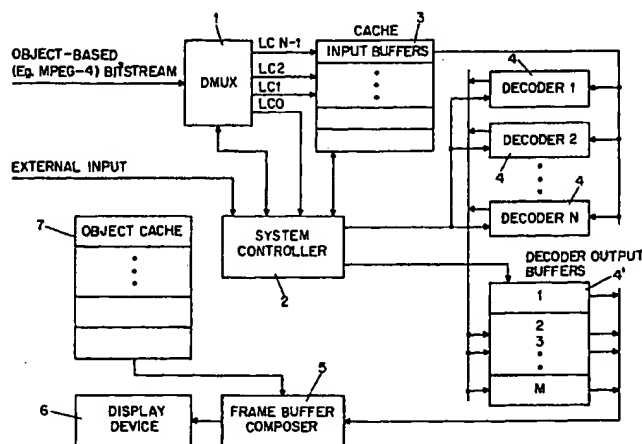 1
CACHE
3
OBJECT-BASED
(Eg. MPEG-4) BITSTREAM
DMUX
LC N-1
LC2
LC1
LC0
INPUT BUFFERS
4
DECODER 1
DECODER 2
4
4
DECODER N
EXTERNAL INPUT
7
OBJECT CACHE
SYSTEM
CONTROLLER
2
DECODER OUTPUT
BUFFERS
4'
1
2
3
M
5
6
DISPLAY
DEVICE
FRAME BUFFER
COMPOSER